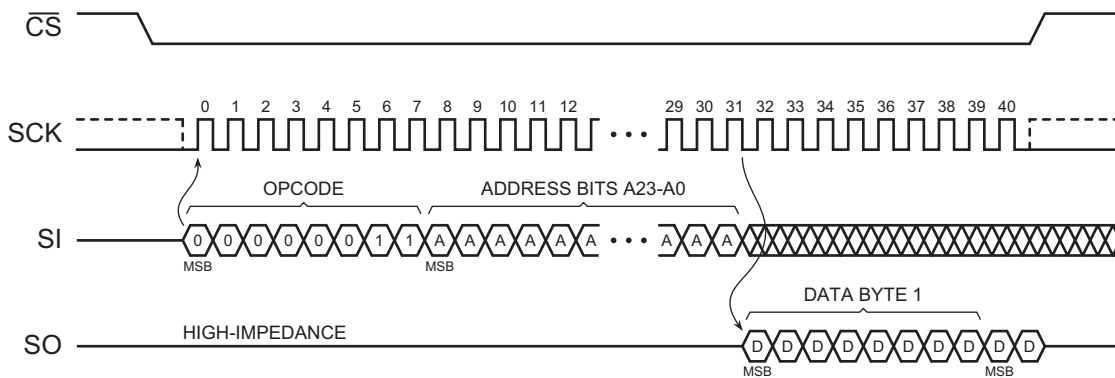 CS
0 1 2 3 4 5 6 7 8 9 10 11 12 29 30 31 32 33 34 35 36 37 38 39 40
SCK
OPCODE ADDRESS BITS A23-A0
SI 0 0 0 0 0 0 1 1 A A A A A A A A A
MSB MSB
DATA BYTE 1
HIGH-IMPEDANCE
SO D D D D D D D D D D
MSB MSB